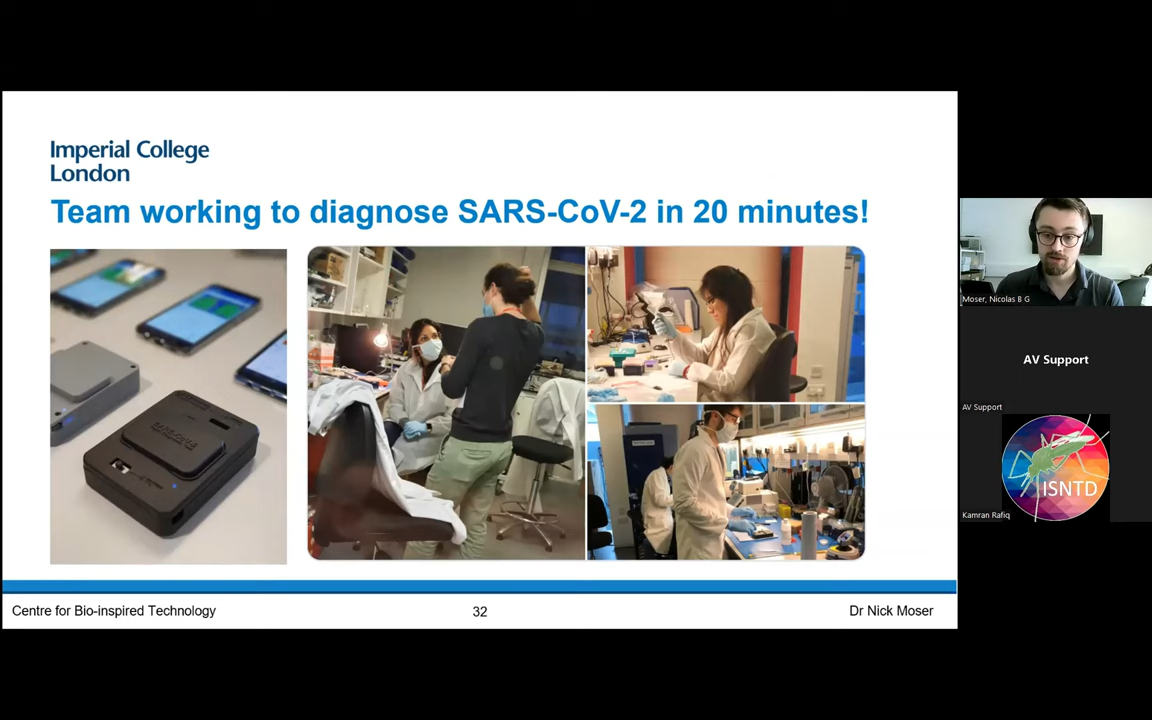 Imperial College
London
Team working to diagnose SARS-CoV-2 in 20 minutes!
Centre for Bio-inspired Technology
32
Dr Nick Moser
Moser, Nicolas B G
AV Support
AV Support
ISNTD
Kamran Rafiq